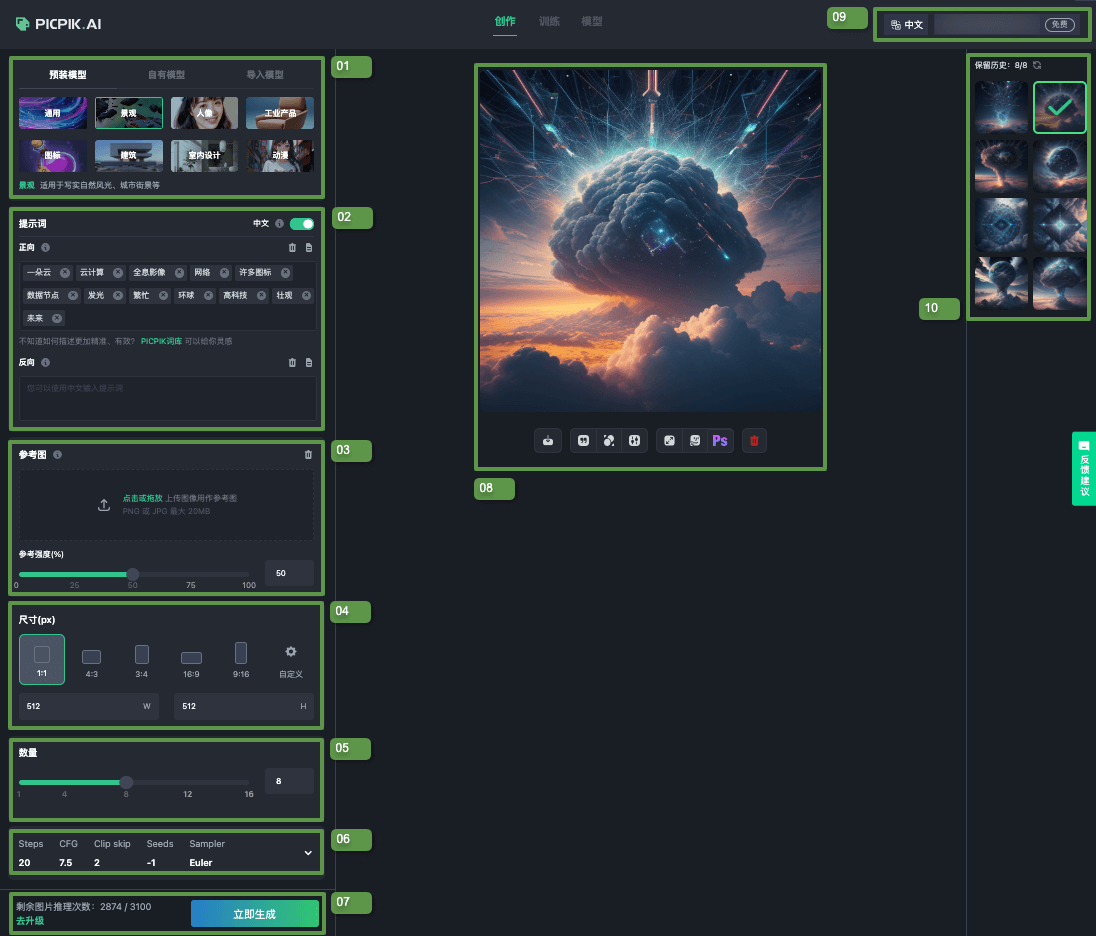 PICPIK.AI
创作 训练 模型
09
中文 免费
01
预装模型 自有模型 导入模型
通用 景观 人像 工业产品
图标 建筑 室内设计 动漫
景观 适用于写实自然风光、城市街景等
02
提示词 中文
正向
一朵云 云计算 全息影像 网络 许多图标
数据节点 发光 繁忙 环球 高科技 壮观
未来
不知道如何描述更加精准、有效? PICPIK词库 可以给你灵感
反向
您可以使用中文输入提示词
03
参考图
点击或拖放 上传图像用作参考图
PNG 或 JPG 最大 20MB
参考强度(%)
50
0 25 50 75 100
04
尺寸(px)
1:1 4:3 3:4 16:9 9:16 自定义
512 W 512 H
05
数量
8
1 4 8 12 16
06
Steps CFG Clip skip Seeds Sampler
20 7.5 2 -1 Euler
07
剩余图片推理次数: 2874 / 3100
去升级
立即生成
Ps
08
保留历史: 8/8
10
反馈建议